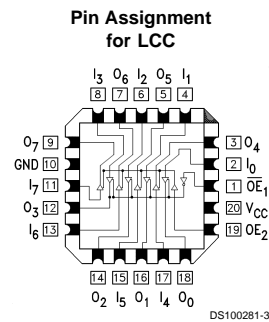 Pin Assignment
for LCC
I3 O6 I2 O5 I1
8 7 6 5 4
O7 9
GND 10
I7 11
O3 12
I6 13
3 O4
2 I0
1 OE1
20 VCC
19 OE2
14 15 16 17 18
O2 I5 O1 I4 O0
DS100281-3